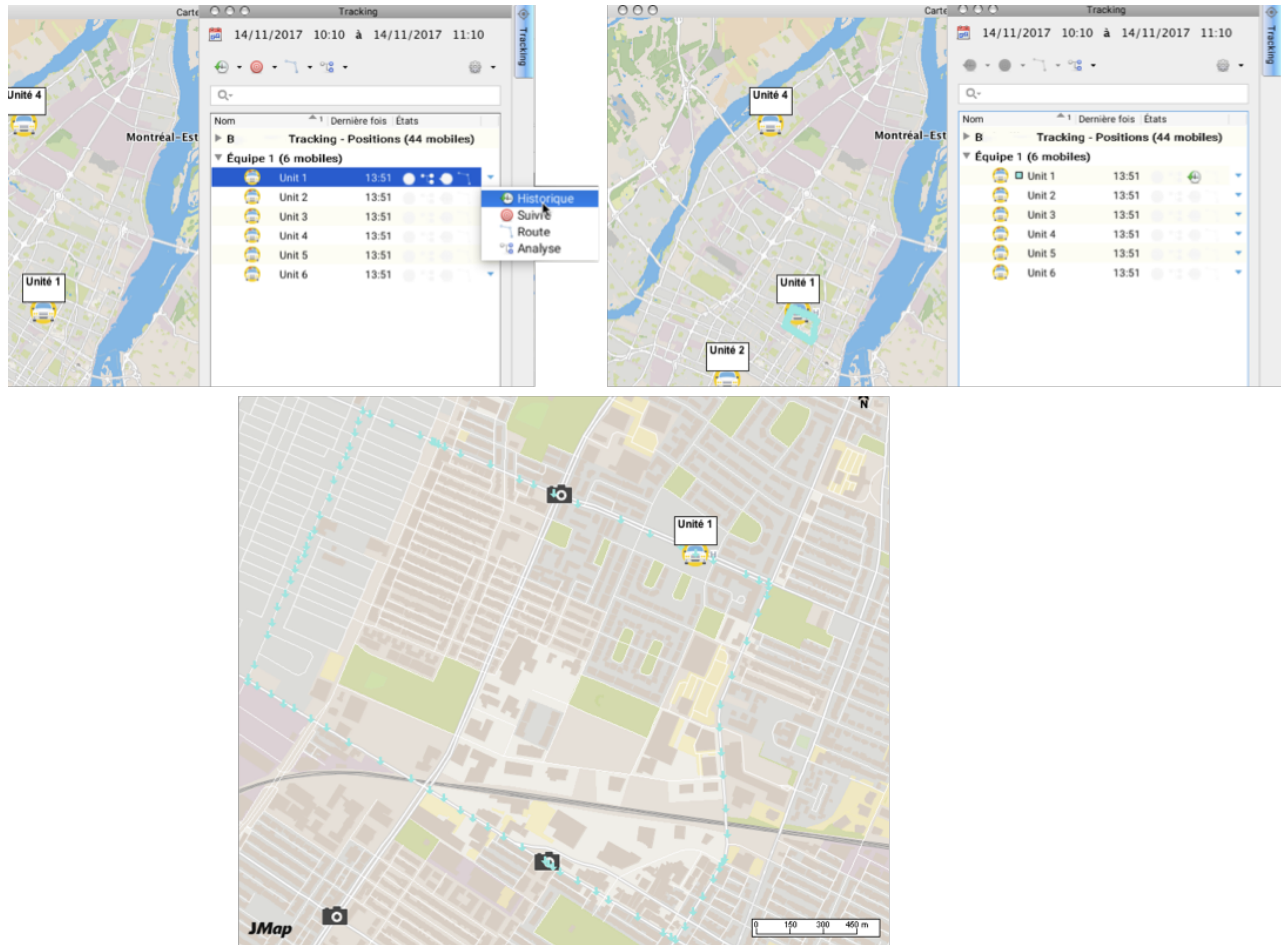 Carte
Tracking
14/11/2017 10:10 à 14/11/2017 11:10
Tracking
Nom 1 Dernière fois États
B Tracking - Positions (44 mobiles)
Équipe 1 (6 mobiles)
Unit 1 13:51
Unit 2 13:51
Unit 3 13:51
Unit 4 13:51
Unit 5 13:51
Unit 6 13:51
Historique
Suivre
Route
Analyse
Unité 4
Montréal-Est
Unité 1
Carte
Tracking
14/11/2017 10:10 à 14/11/2017 11:10
Tracking
Nom 1 Dernière fois États
B Tracking - Positions (44 mobiles)
Équipe 1 (6 mobiles)
Unit 1 13:51
Unit 2 13:51
Unit 3 13:51
Unit 4 13:51
Unit 5 13:51
Unit 6 13:51
Unité 4
Montréal-Est
Unité 1
Unité 2
N
Unité 1
JMap
0 150 300 450 m